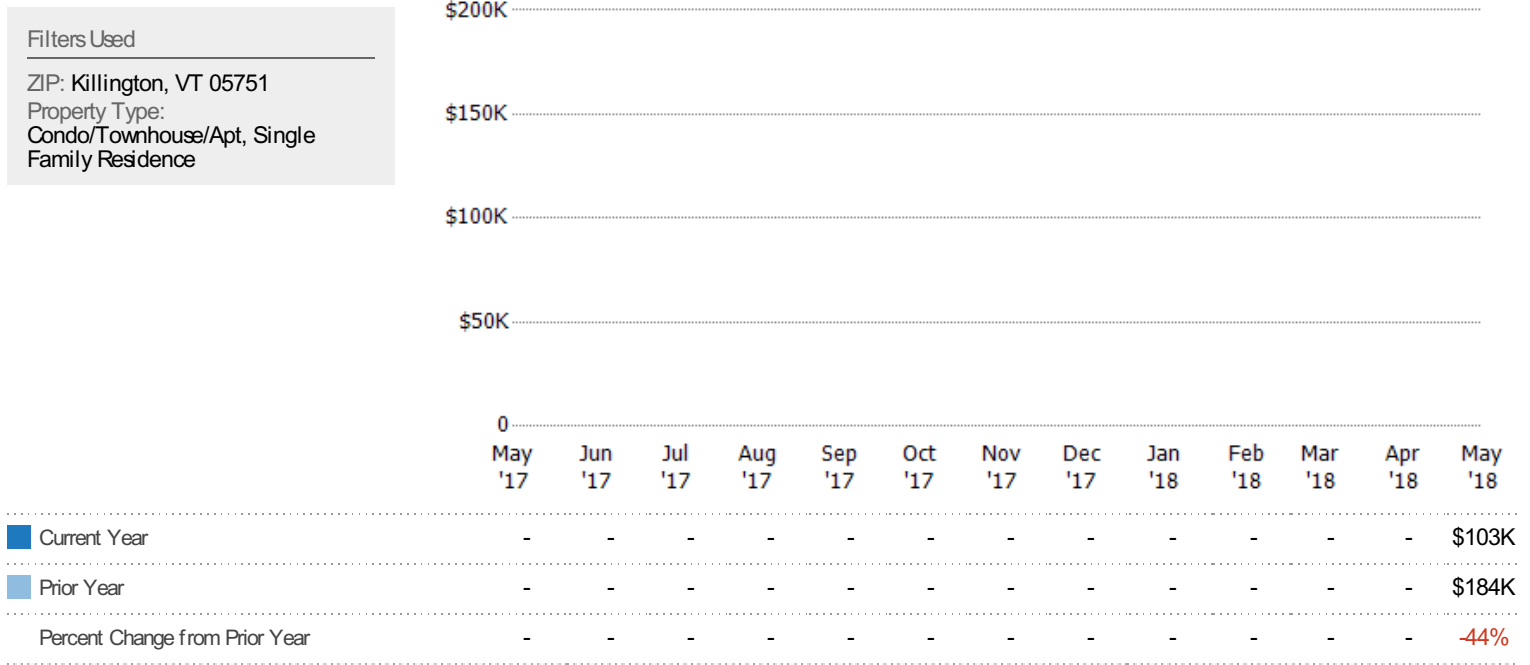 Filters Used
ZIP: Killington, VT 05751
Property Type:
Condo/Townhouse/Apt, Single
Family Residence
$200K
$150K
$100K
$50K
0
May Jun Jul Aug Sep Oct Nov Dec Jan Feb Mar Apr May
'17 '17 '17 '17 '17 '17 '17 '17 '18 '18 '18 '18 '18
Current Year - - - - - - - - - - - - $103K
Prior Year - - - - - - - - - - - - $184K
Percent Change from Prior Year - - - - - - - - - - - - -44%